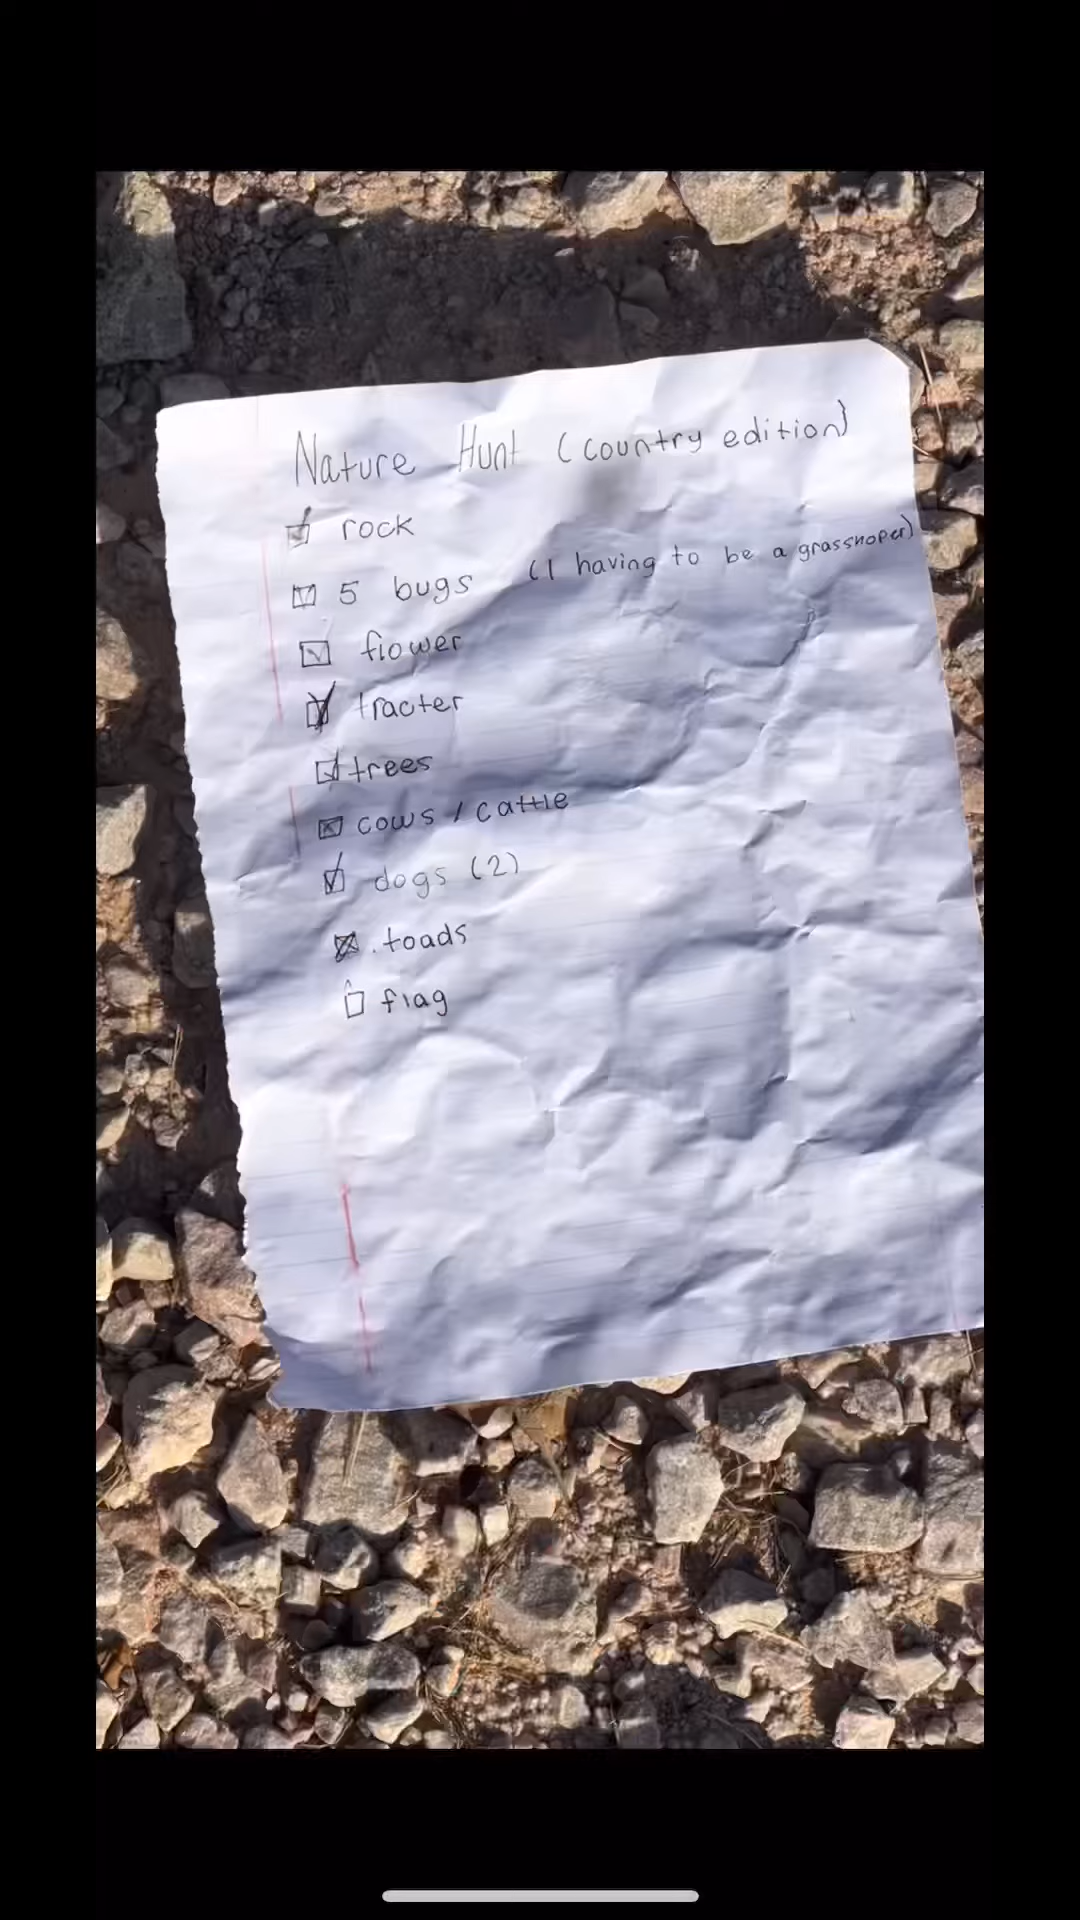 Nature Hunt (country edition)
rock
5 bugs (1 having to be a grasshoper)
flower
tracter
trees
cows / cattle
dogs (2)
toads
flag